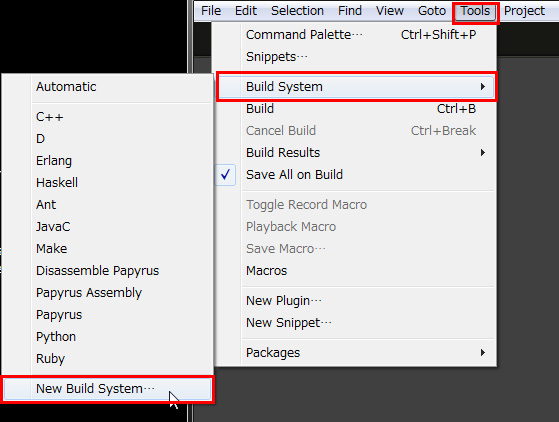 File Edit Selection Find View Goto Tools Project
Command Palette… Ctrl+Shift+P
Snippets…
Build System
Build Ctrl+B
Cancel Build Ctrl+Break
Build Results
Save All on Build
Toggle Record Macro
Playback Macro
Save Macro…
Macros
New Plugin…
New Snippet…
Packages
Automatic
C++
D
Erlang
Haskell
Ant
JavaC
Make
Disassemble Papyrus
Papyrus Assembly
Papyrus
Python
Ruby
New Build System…